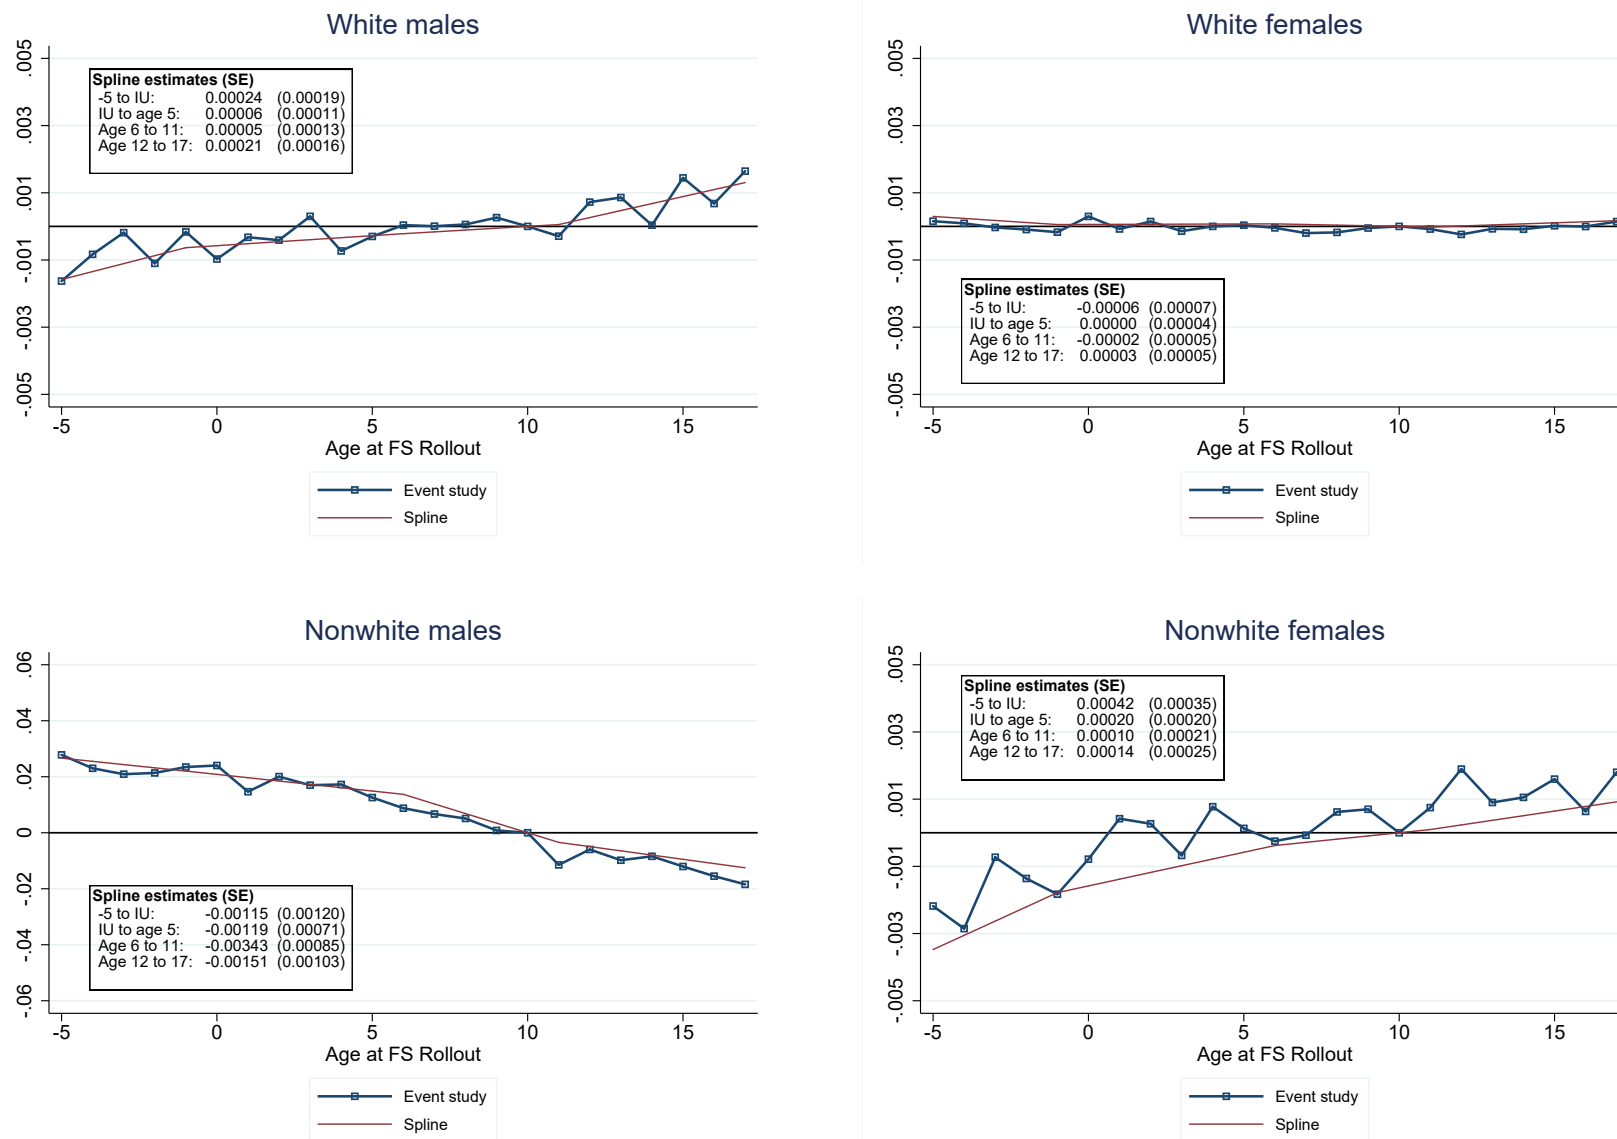 White males
.005
.003
.001
-.001
-.003
-.005
Spline estimates (SE)
-5 to IU: 0.00024 (0.00019)
IU to age 5: 0.00006 (0.00011)
Age 6 to 11: 0.00005 (0.00013)
Age 12 to 17: 0.00021 (0.00016)
-5 0 5 10 15
Age at FS Rollout
Event study
Spline
White females
.005
.003
.001
-.001
-.003
-.005
Spline estimates (SE)
-5 to IU: -0.00006 (0.00007)
IU to age 5: 0.00000 (0.00004)
Age 6 to 11: -0.00002 (0.00005)
Age 12 to 17: 0.00003 (0.00005)
-5 0 5 10 15
Age at FS Rollout
Event study
Spline
Nonwhite males
.06
.04
.02
0
-.02
-.04
-.06
Spline estimates (SE)
-5 to IU: -0.00115 (0.00120)
IU to age 5: -0.00119 (0.00071)
Age 6 to 11: -0.00343 (0.00085)
Age 12 to 17: -0.00151 (0.00103)
-5 0 5 10 15
Age at FS Rollout
Event study
Spline
Nonwhite females
.005
.003
.001
-.001
-.003
-.005
Spline estimates (SE)
-5 to IU: 0.00042 (0.00035)
IU to age 5: 0.00020 (0.00020)
Age 6 to 11: 0.00010 (0.00021)
Age 12 to 17: 0.00014 (0.00025)
-5 0 5 10 15
Age at FS Rollout
Event study
Spline